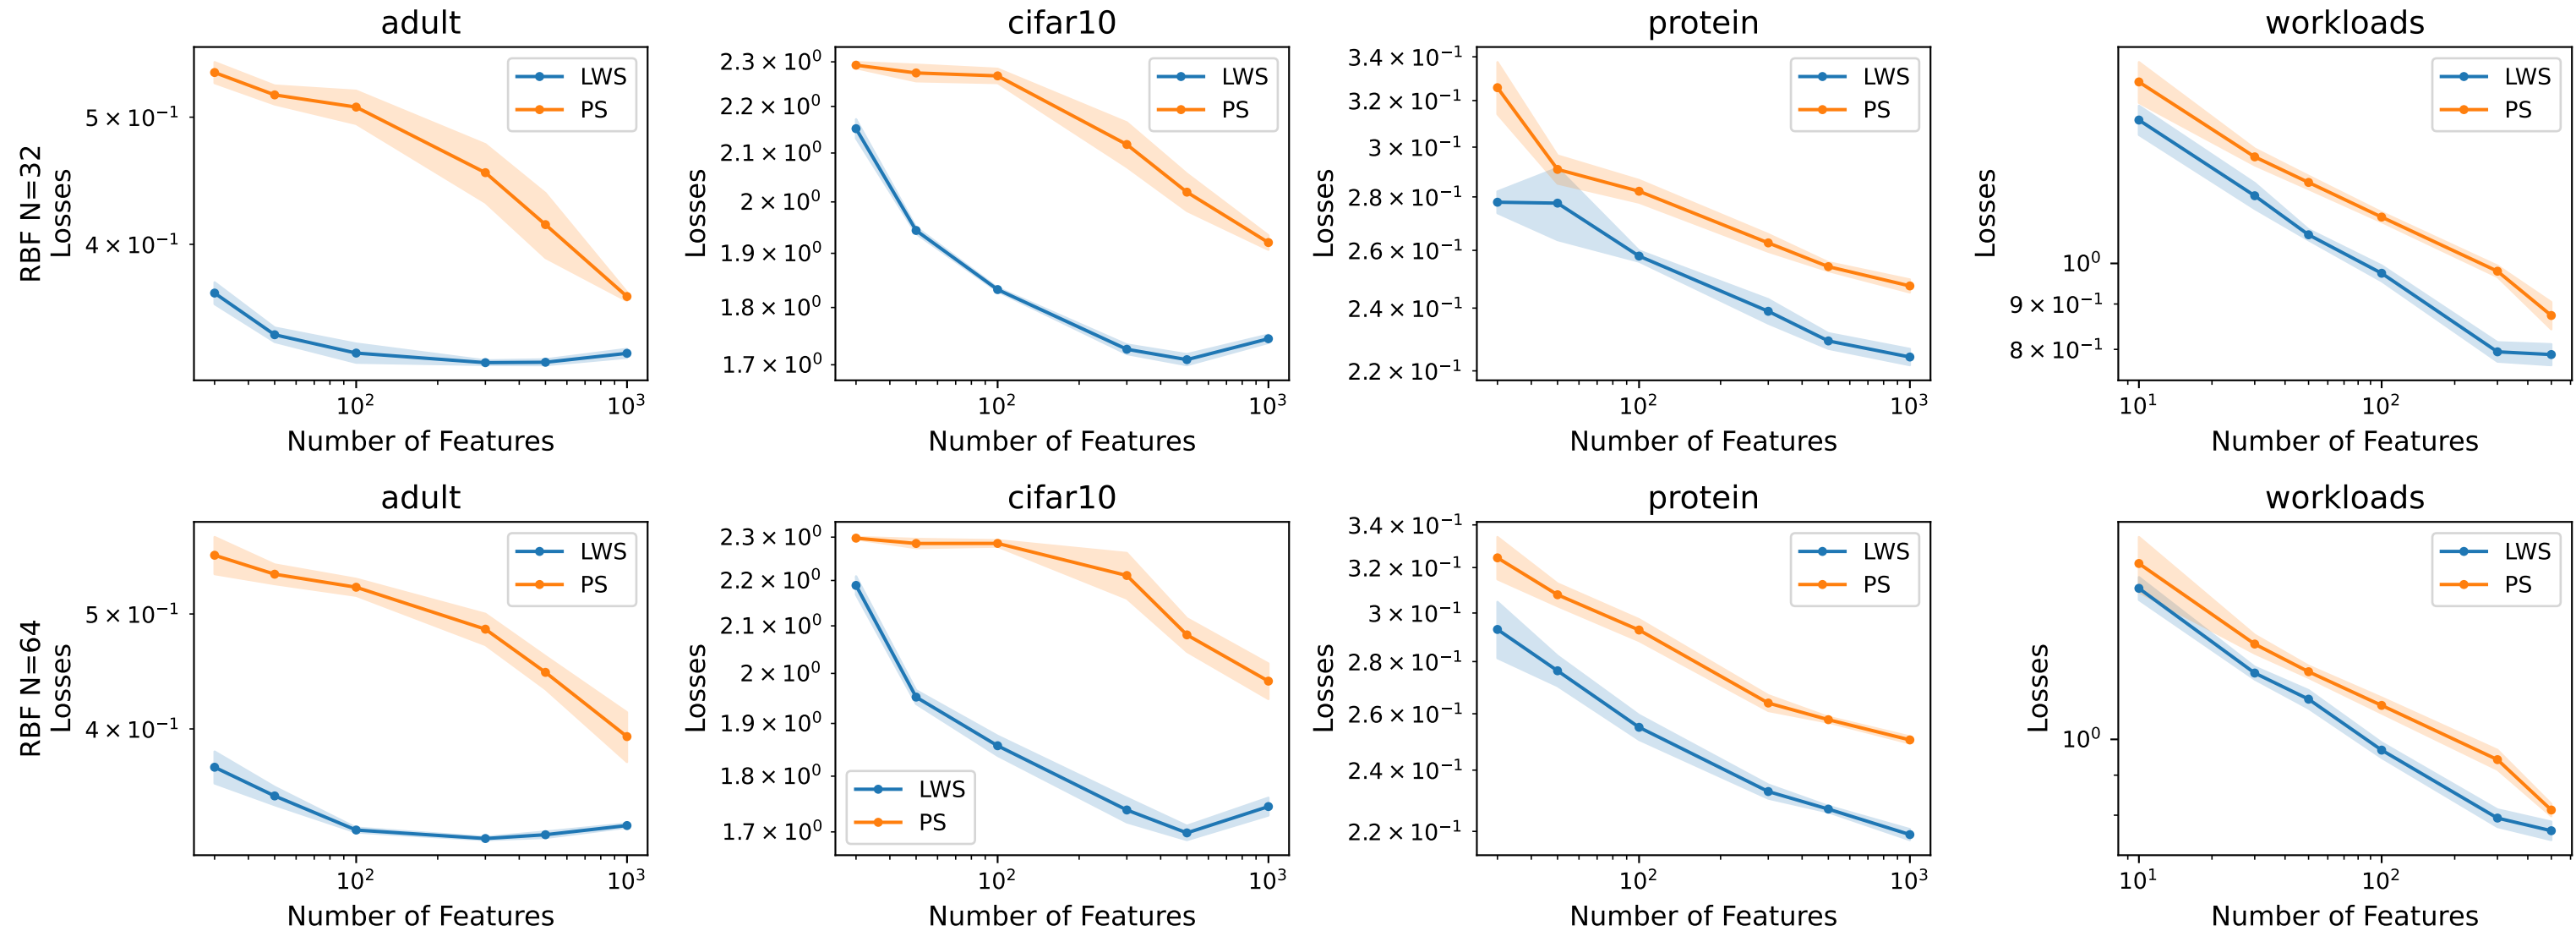 adult
RBF N=32
Losses
5 × 10⁻¹
4 × 10⁻¹
LWS
PS
10² 10³
Number of Features
cifar10
Losses
2.3 × 10⁰
2.2 × 10⁰
2.1 × 10⁰
2 × 10⁰
1.9 × 10⁰
1.8 × 10⁰
1.7 × 10⁰
LWS
PS
10² 10³
Number of Features
protein
Losses
3.4 × 10⁻¹
3.2 × 10⁻¹
3 × 10⁻¹
2.8 × 10⁻¹
2.6 × 10⁻¹
2.4 × 10⁻¹
2.2 × 10⁻¹
LWS
PS
10² 10³
Number of Features
workloads
Losses
10⁰
9 × 10⁻¹
8 × 10⁻¹
LWS
PS
10¹ 10²
Number of Features
adult
RBF N=64
Losses
5 × 10⁻¹
4 × 10⁻¹
LWS
PS
10² 10³
Number of Features
cifar10
Losses
2.3 × 10⁰
2.2 × 10⁰
2.1 × 10⁰
2 × 10⁰
1.9 × 10⁰
1.8 × 10⁰
1.7 × 10⁰
LWS
PS
10² 10³
Number of Features
protein
Losses
3.4 × 10⁻¹
3.2 × 10⁻¹
3 × 10⁻¹
2.8 × 10⁻¹
2.6 × 10⁻¹
2.4 × 10⁻¹
2.2 × 10⁻¹
LWS
PS
10² 10³
Number of Features
workloads
Losses
10⁰
LWS
PS
10¹ 10²
Number of Features